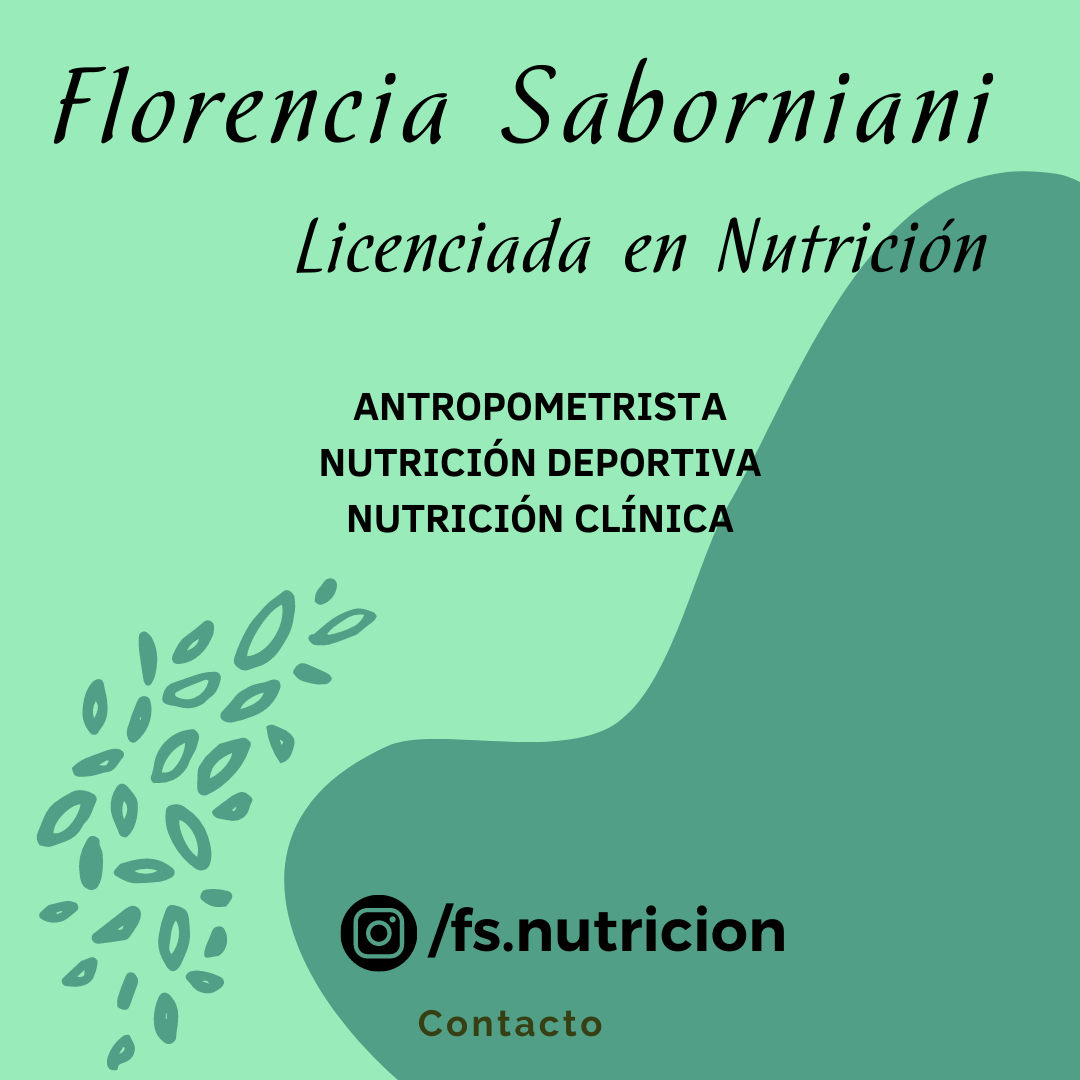 Florencia Saborniani
Licenciada en Nutrición
ANTROPOMETRISTA
NUTRICIÓN DEPORTIVA
NUTRICIÓN CLÍNICA
/fs.nutricion
Contacto